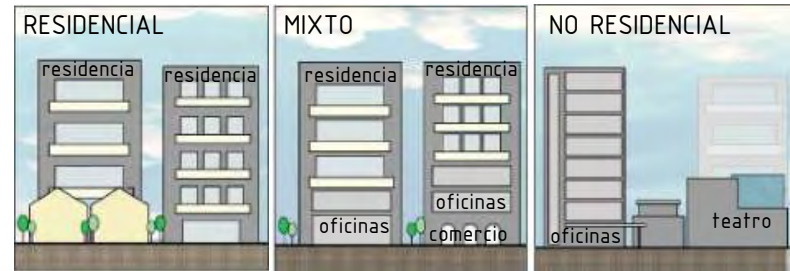 RESIDENCIAL
residencia
residencia
MIXTO
residencia
residencia
oficinas
oficinas
comercio
NO RESIDENCIAL
oficinas
teatro